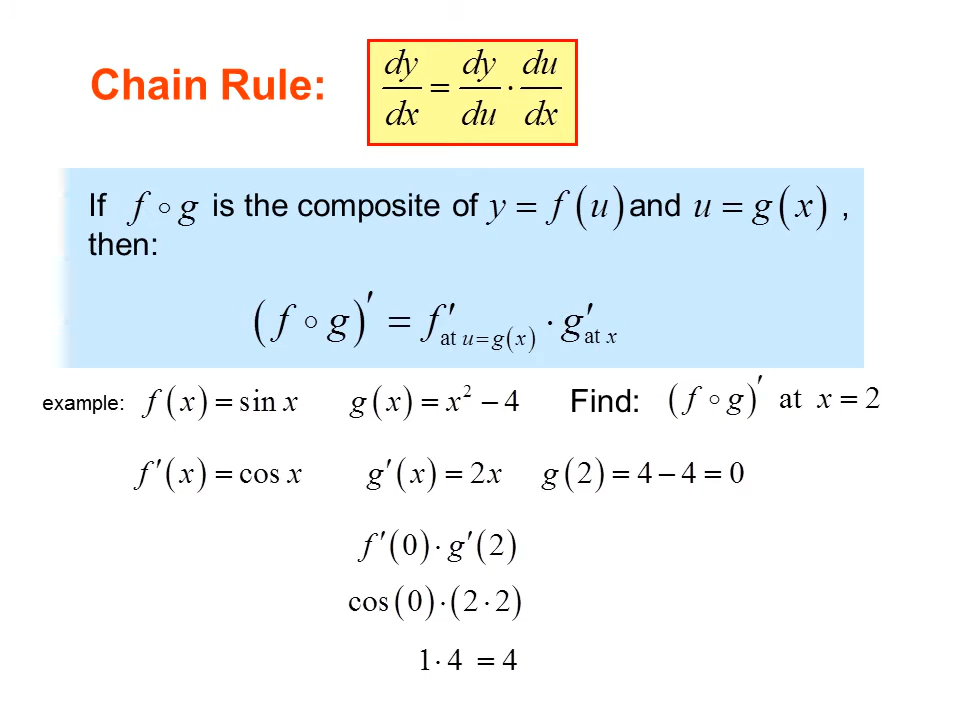 Chain Rule: dy/dx = dy/du · du/dx
If f ∘ g is the composite of y = f(u) and u = g(x),
then:
(f ∘ g)′ = f′ at u=g(x) · g′ at x
example: f(x) = sin x g(x) = x² − 4 Find: (f ∘ g)′ at x = 2
f′(x) = cos x g′(x) = 2x g(2) = 4 − 4 = 0
f′(0) · g′(2)
cos(0) · (2 · 2)
1 · 4 = 4